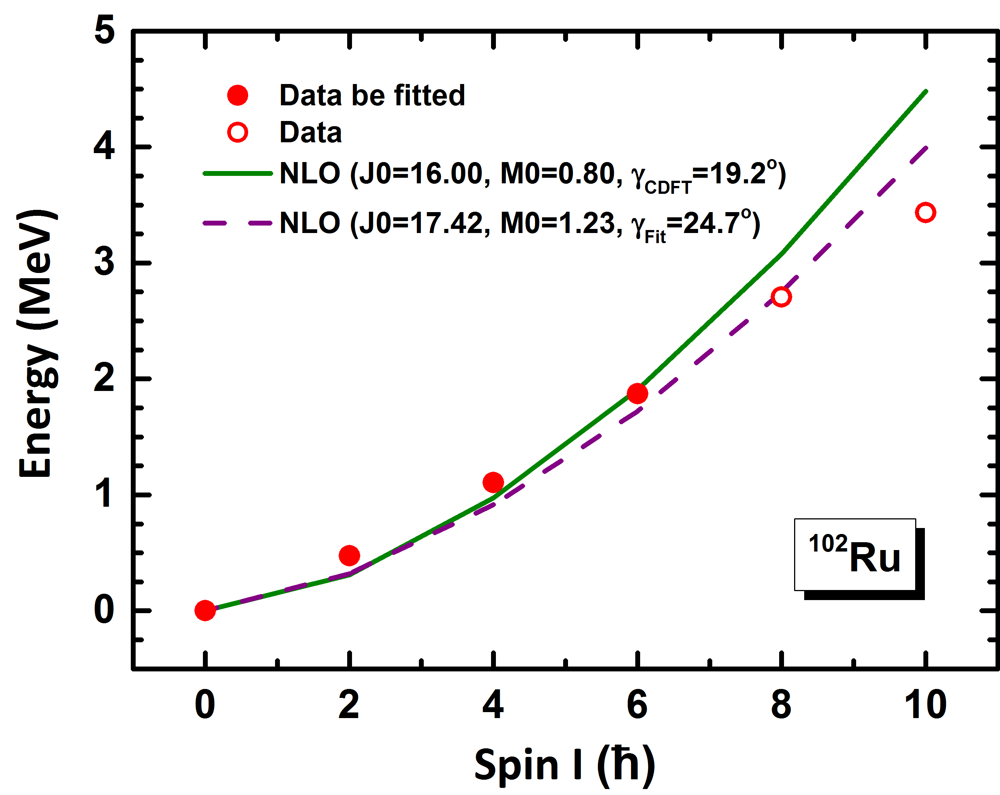 5
4
3
2
1
0
Energy (MeV)
Data be fitted
Data
NLO (J0=16.00, M0=0.80, γCDFT=19.2º)
NLO (J0=17.42, M0=1.23, γFit=24.7º)
¹⁰²Ru
0 2 4 6 8 10
Spin I (ħ)